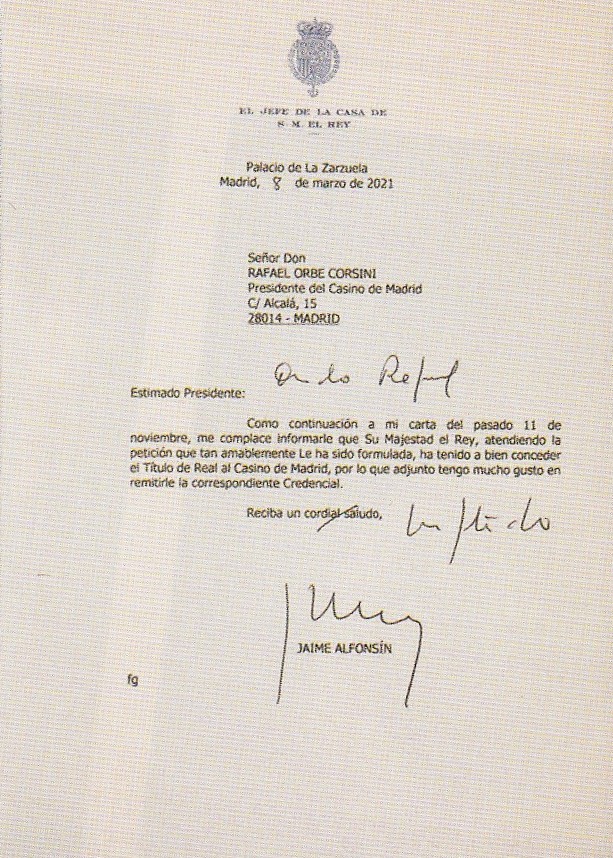 EL JEFE DE LA CASA DE
S. M. EL REY
Palacio de La Zarzuela
Madrid, 8 de marzo de 2021
Señor Don
RAFAEL ORBE CORSINI
Presidente del Casino de Madrid
C/ Alcalá, 15
28014 - MADRID
Rafael
Estimado Presidente:
Como continuación a mi carta del pasado 11 de
noviembre, me complace informarle que Su Majestad el Rey, atendiendo la
petición que tan amablemente Le ha sido formulada, ha tenido a bien conceder
el Título de Real al Casino de Madrid, por lo que adjunto tengo mucho gusto en
remitirle la correspondiente Credencial.
Reciba un cordial saludo,
JAIME ALFONSÍN
fg